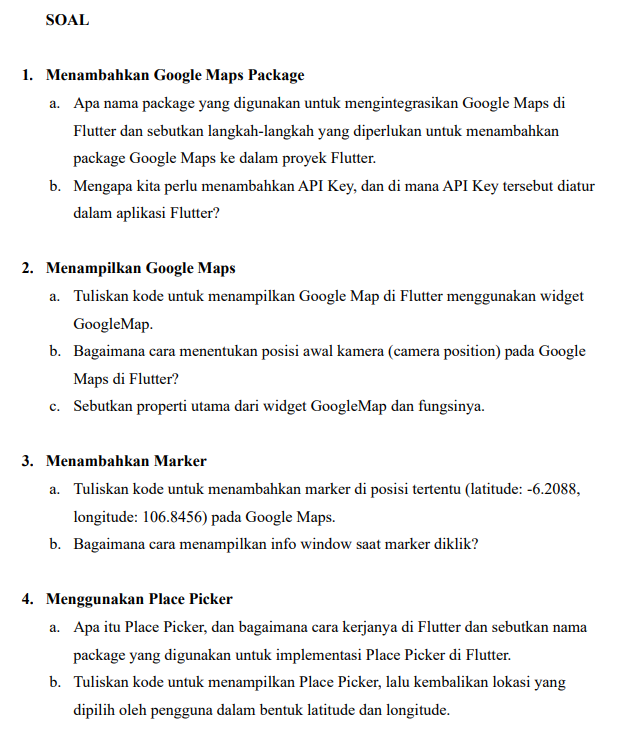 SOAL
1. Menambahkan Google Maps Package
a. Apa nama package yang digunakan untuk mengintegrasikan Google Maps di
Flutter dan sebutkan langkah-langkah yang diperlukan untuk menambahkan
package Google Maps ke dalam proyek Flutter.
b. Mengapa kita perlu menambahkan API Key, dan di mana API Key tersebut diatur
dalam aplikasi Flutter?
2. Menampilkan Google Maps
a. Tuliskan kode untuk menampilkan Google Map di Flutter menggunakan widget
GoogleMap.
b. Bagaimana cara menentukan posisi awal kamera (camera position) pada Google
Maps di Flutter?
c. Sebutkan properti utama dari widget GoogleMap dan fungsinya.
3. Menambahkan Marker
a. Tuliskan kode untuk menambahkan marker di posisi tertentu (latitude: -6.2088,
longitude: 106.8456) pada Google Maps.
b. Bagaimana cara menampilkan info window saat marker diklik?
4. Menggunakan Place Picker
a. Apa itu Place Picker, dan bagaimana cara kerjanya di Flutter dan sebutkan nama
package yang digunakan untuk implementasi Place Picker di Flutter.
b. Tuliskan kode untuk menampilkan Place Picker, lalu kembalikan lokasi yang
dipilih oleh pengguna dalam bentuk latitude dan longitude.